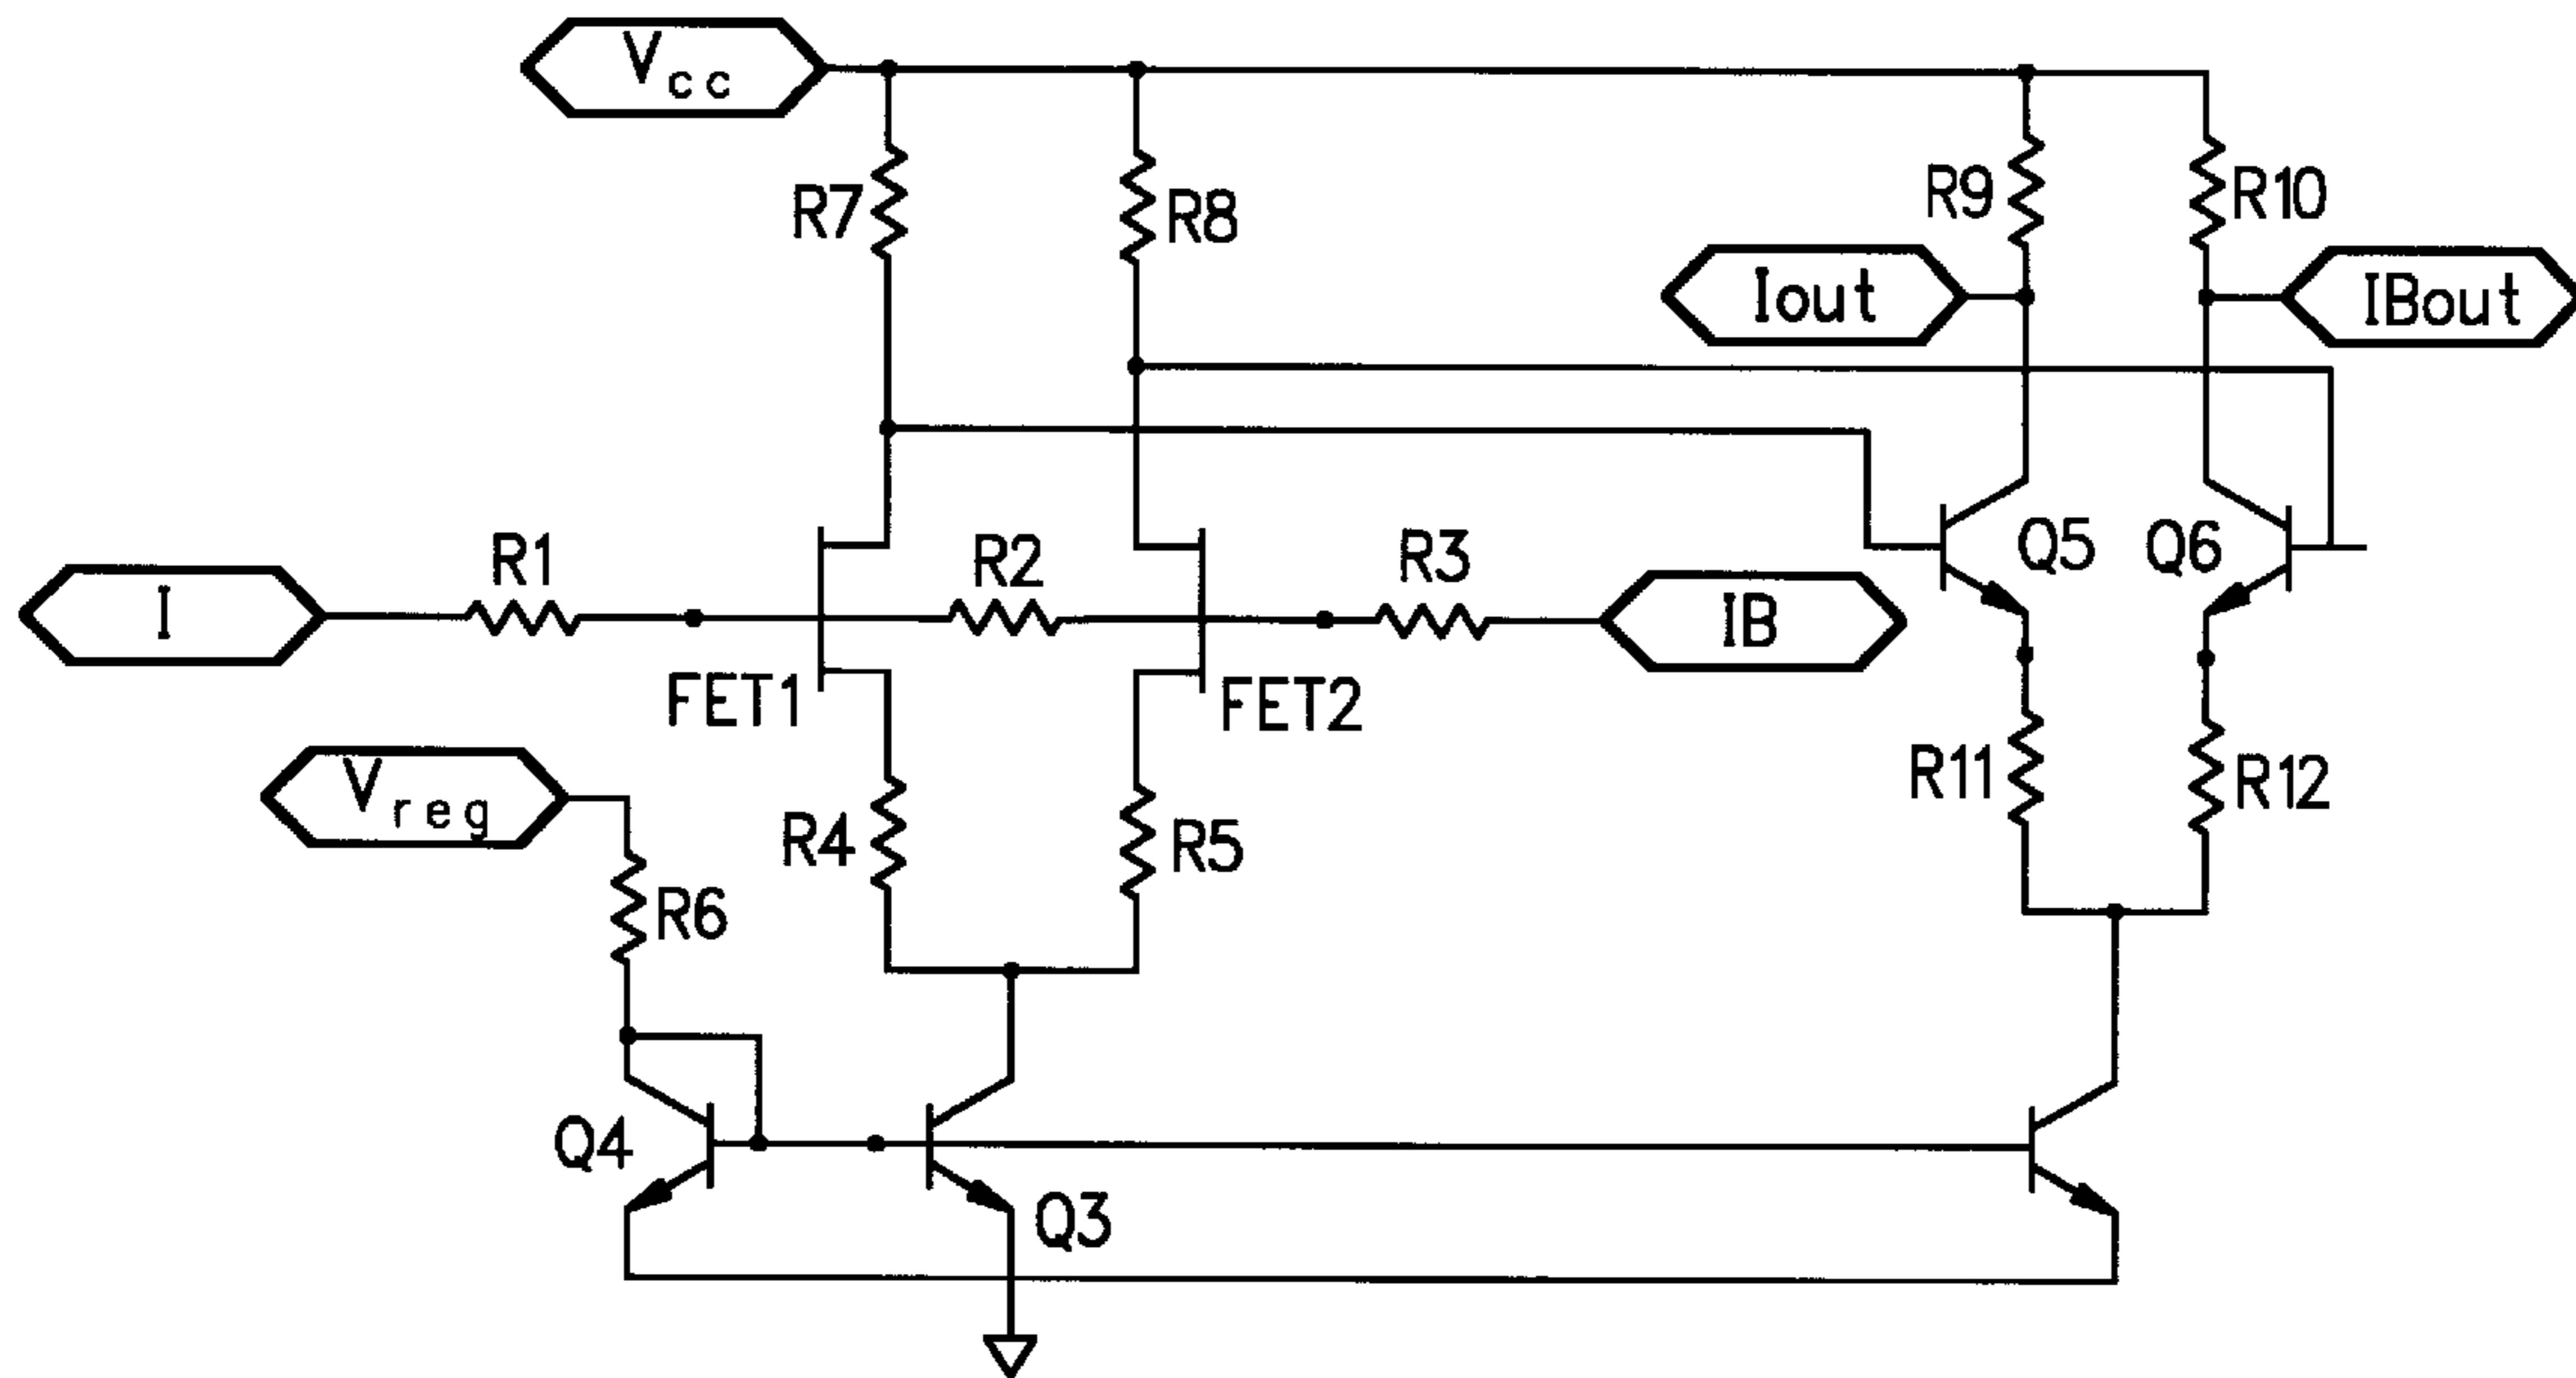 Vcc
R7
R8
R9
R10
Iout
IBout
I
R1
R2
R3
IB
Q5
Q6
FET1
FET2
Vreg
R4
R5
R11
R12
R6
Q4
Q3